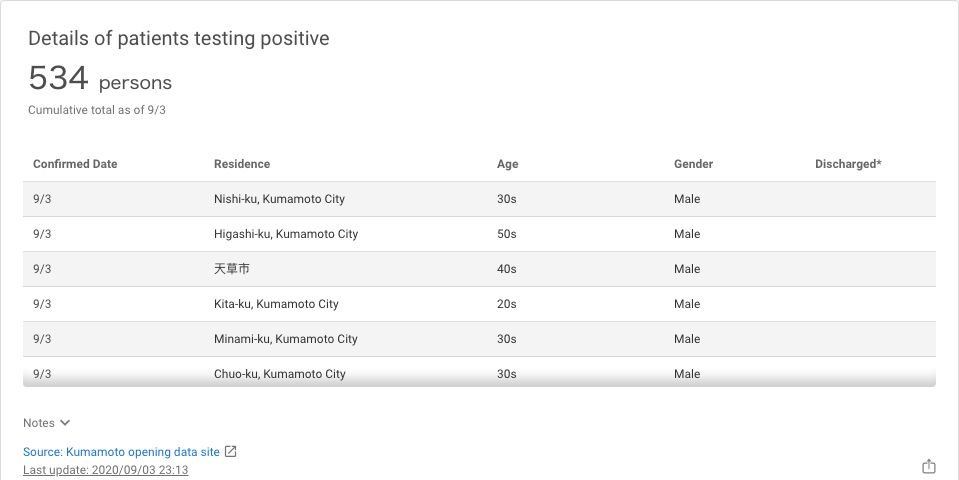 Details of patients testing positive
534 persons
Cumulative total as of 9/3
Confirmed Date Residence Age Gender Discharged*
9/3 Nishi-ku, Kumamoto City 30s Male
9/3 Higashi-ku, Kumamoto City 50s Male
9/3 天草市 40s Male
9/3 Kita-ku, Kumamoto City 20s Male
9/3 Minami-ku, Kumamoto City 30s Male
9/3 Chuo-ku, Kumamoto City 30s Male
Notes
Source: Kumamoto opening data site
Last update: 2020/09/03 23:13